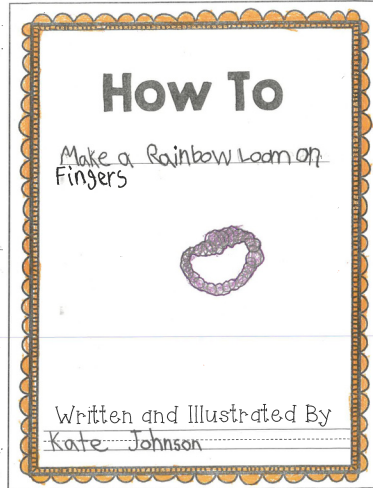 How To
Make a Rainbow Loom on
Fingers
Written and Illustrated By
Kate Johnson